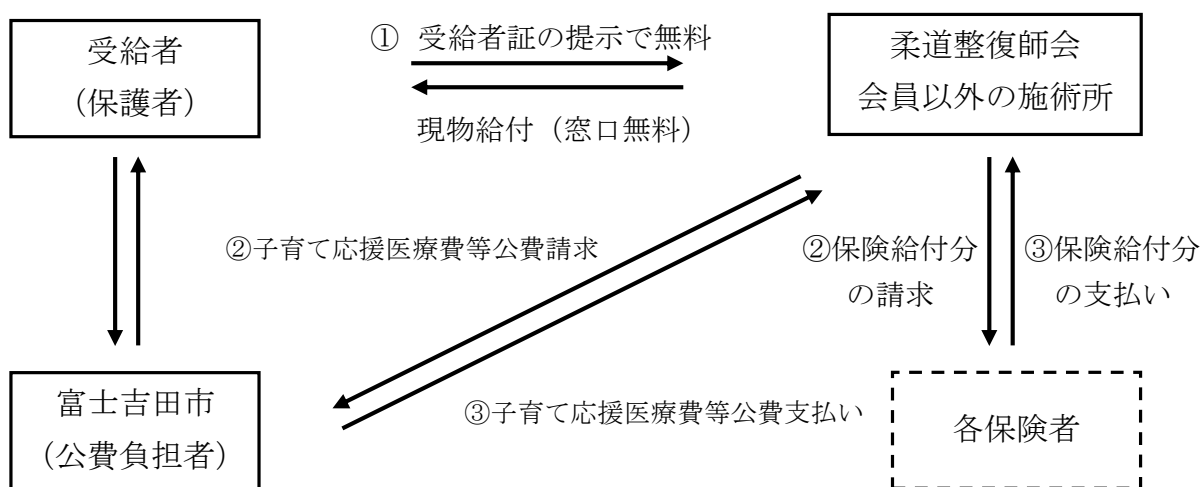 受給者
（保護者）
① 受給者証の提示で無料
現物給付（窓口無料）
柔道整復師会
会員以外の施術所
②子育て応援医療費等公費請求
②保険給付分
の請求
③保険給付分
の支払い
富士吉田市
（公費負担者）
③子育て応援医療費等公費支払い
各保険者